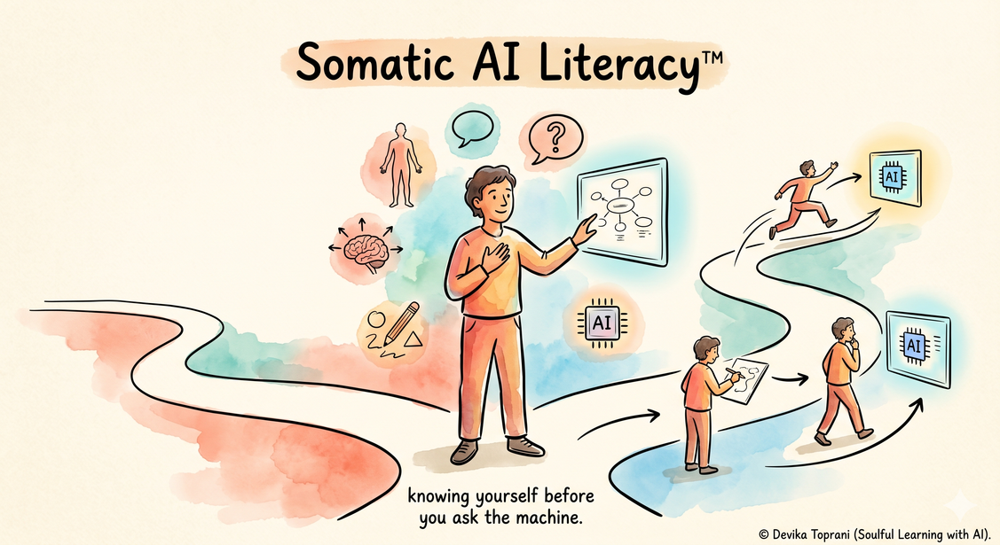 Somatic AI Literacy™
?
AI
AI
AI
knowing yourself before
you ask the machine.
© Devika Toprani (Soulful Learning with AI).